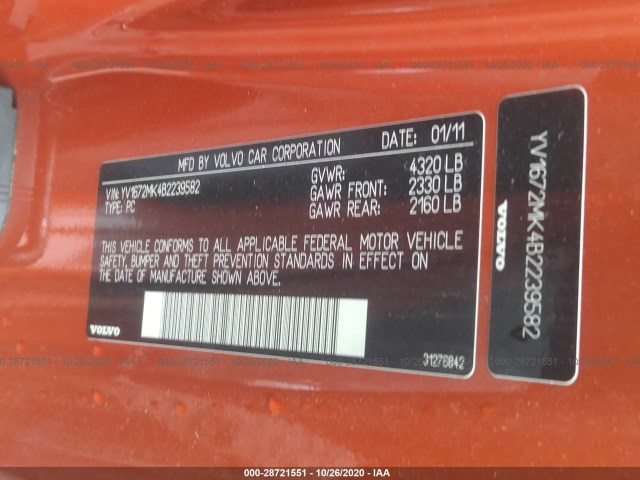 MFD BY VOLVO CAR CORPORATION DATE: 01/11
VIN: YV1672MK4B2239582
TYPE: PC
GVWR: 4320 LB
GAWR FRONT: 2330 LB
GAWR REAR: 2160 LB
THIS VEHICLE CONFORMS TO ALL APPLICABLE FEDERAL MOTOR VEHICLE
SAFETY, BUMPER AND THEFT PREVENTION STANDARDS IN EFFECT ON
THE DATE OF MANUFACTURE SHOWN ABOVE.
VOLVO
31276842
VOLVO
YV1672MK4B2239582
000-28721551 - 10/26/2020 - IAA